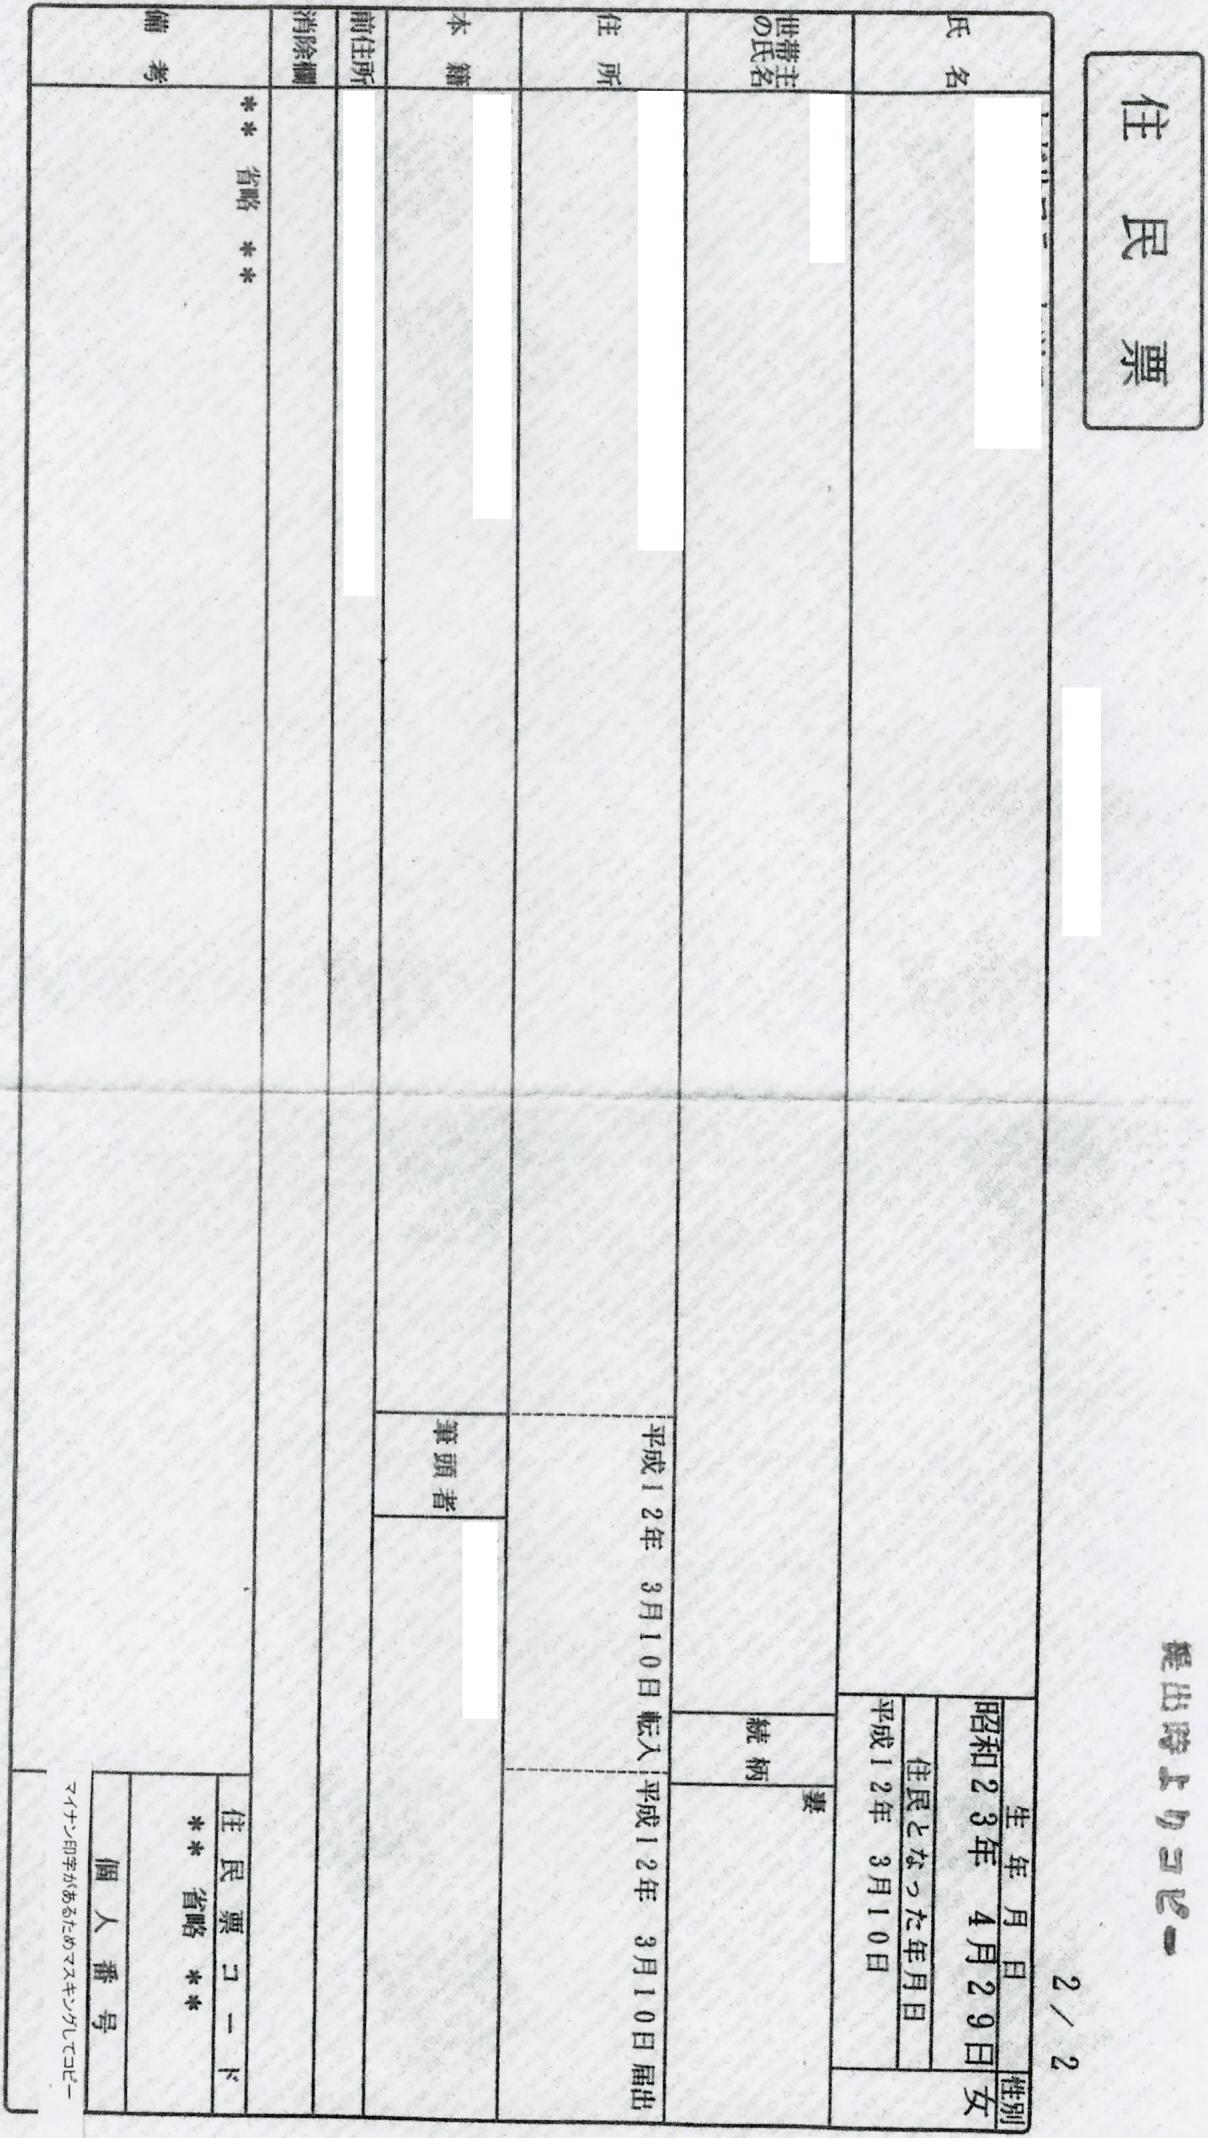 提出時よりコピー
住民票
2/2
氏名
生年月日
性別
昭和23年 4月29日
女
住民となった年月日
平成12年 3月10日
世帯主の氏名
続柄
妻
住所
平成12年 3月10日 転入
平成12年 3月10日 届出
本籍
筆頭者
前住所
消除欄
備考
** 省略 **
住民票コード
** 省略 **
個人番号
マイナン印字があるためマスキングしてコピー